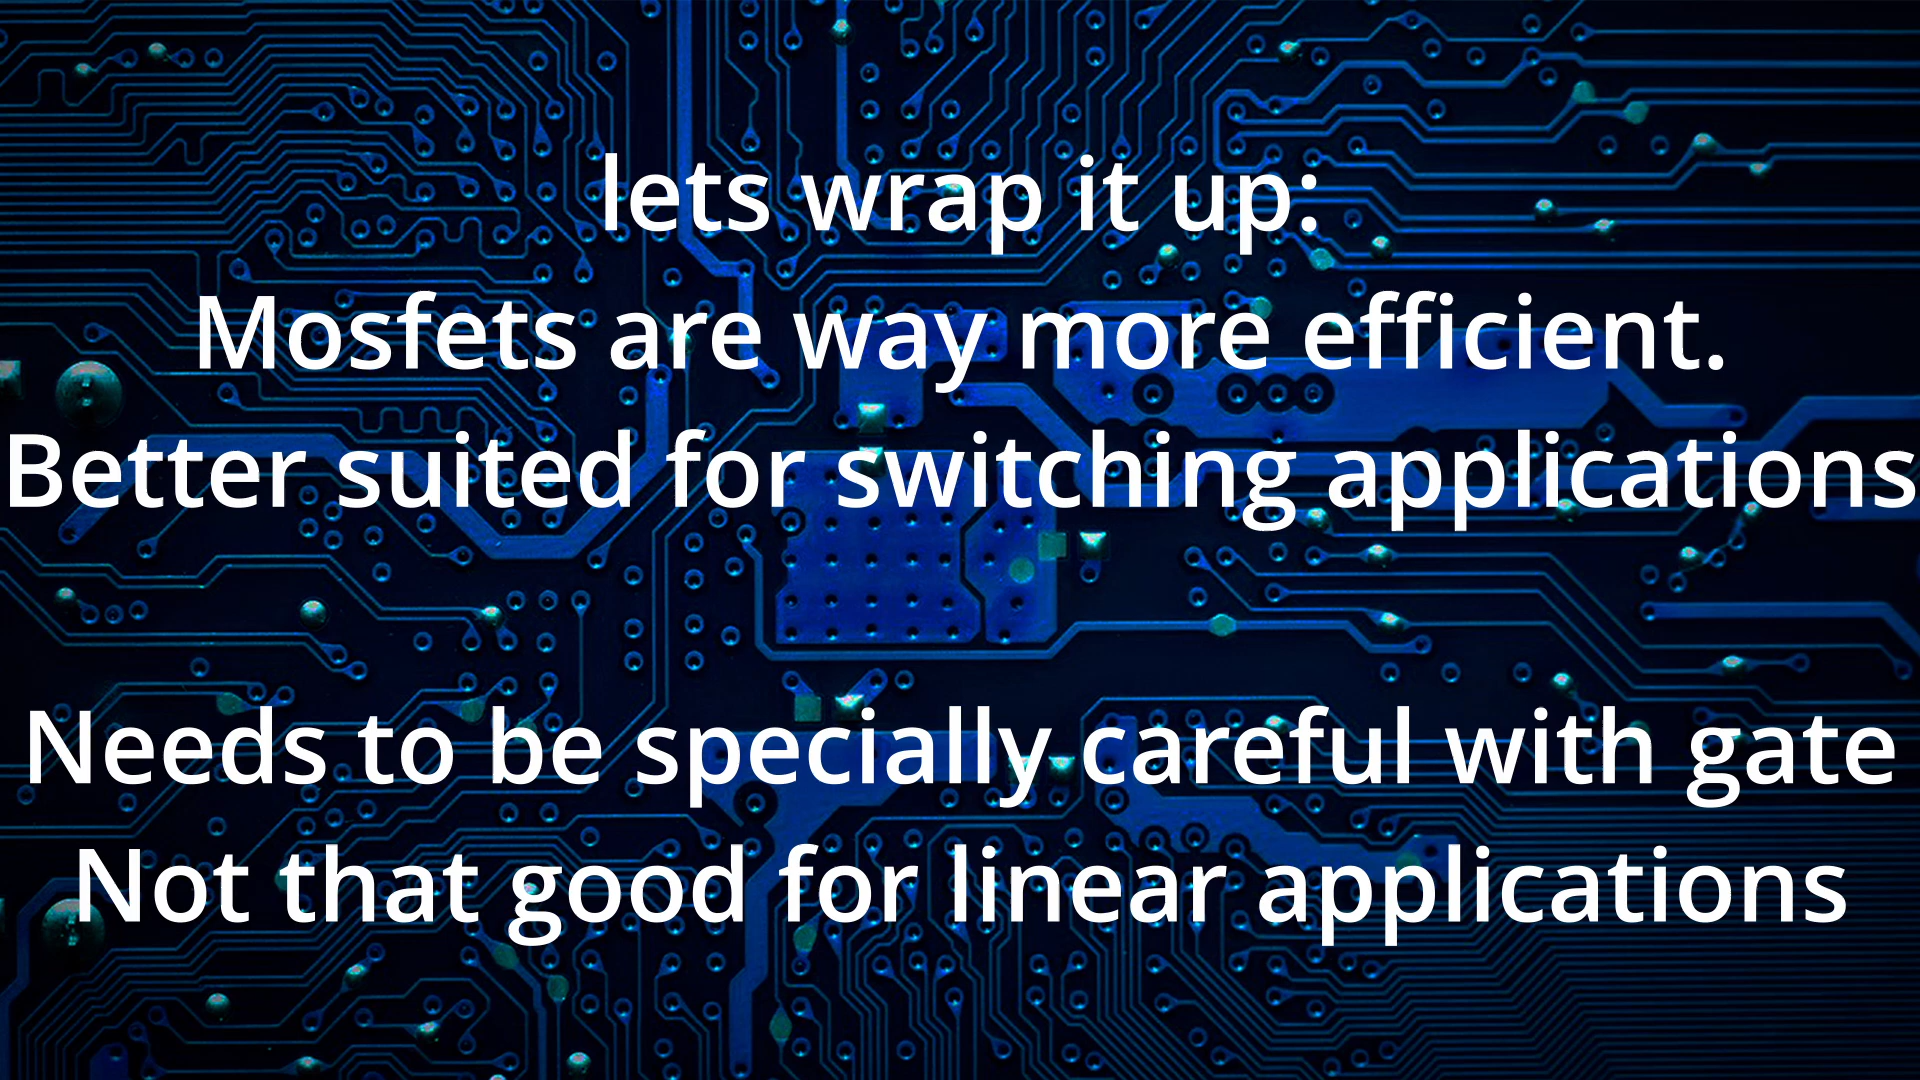 lets wrap it up:
Mosfets are way more efficient.
Better suited for switching applications
Needs to be specially careful with gate
Not that good for linear applications